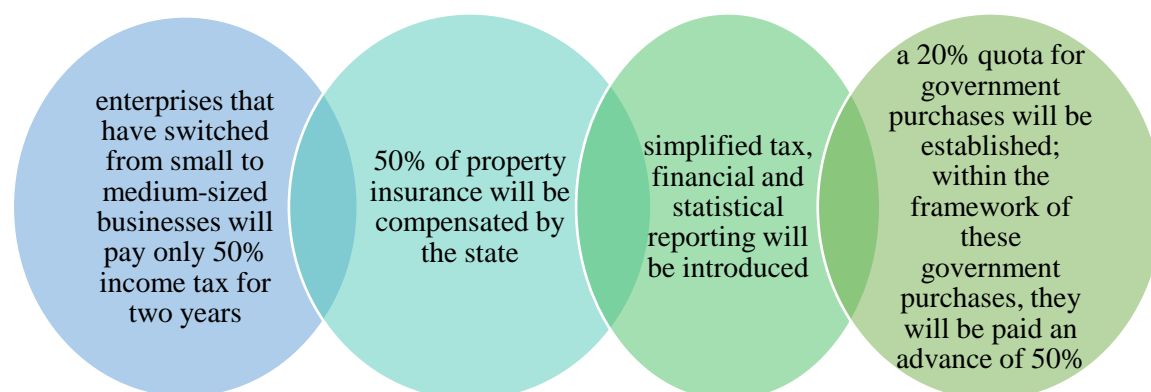 enterprises that
have switched
from small to
medium-sized
businesses will
pay only 50%
income tax for
two years
50% of property
insurance will be
compensated by
the state
simplified tax,
financial and
statistical
reporting will
be introduced
a 20% quota for
government
purchases will be
established;
within the
framework of
these
government
purchases, they
will be paid an
advance of 50%